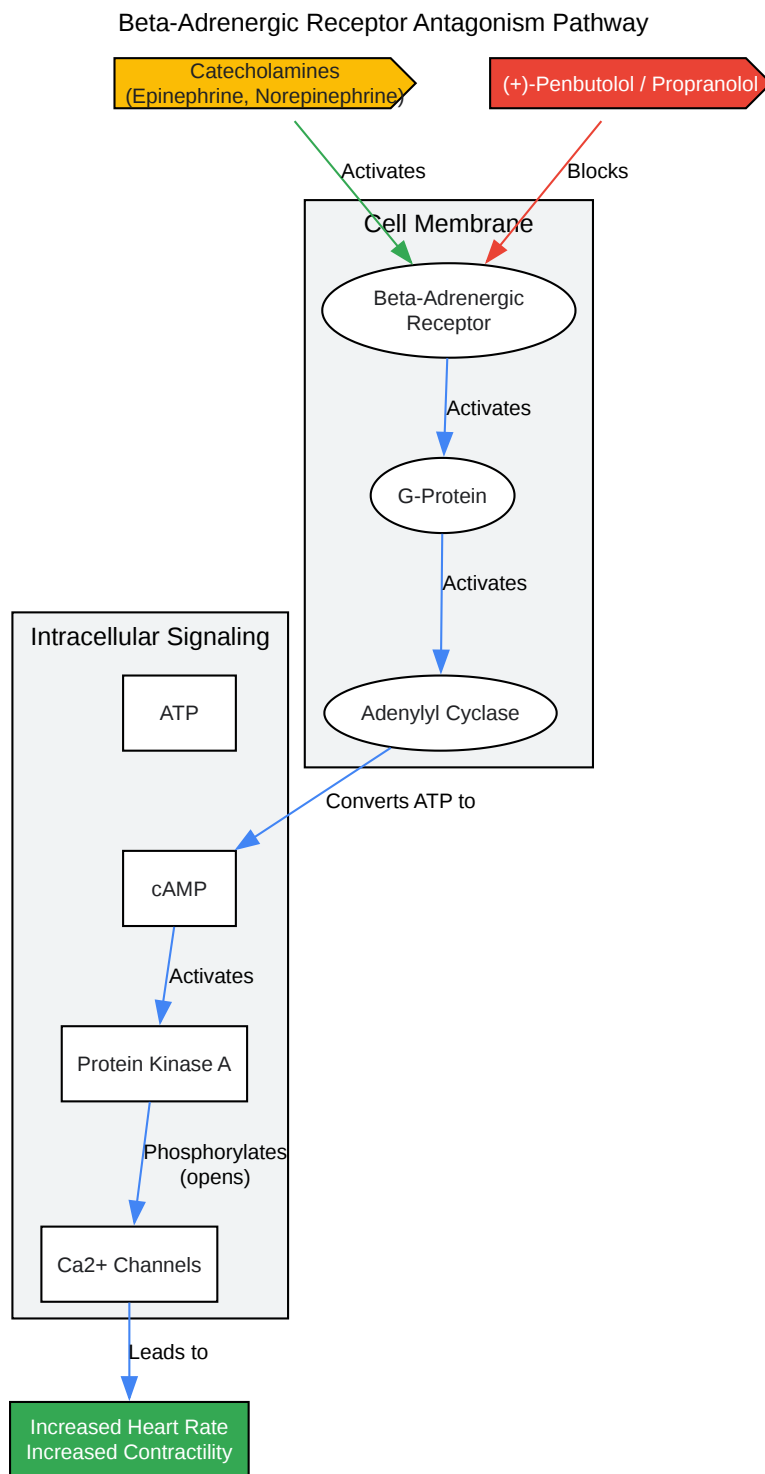 Beta-Adrenergic Receptor Antagonism Pathway
Catecholamines
(Epinephrine, Norepinephrine)
(+)-Penbutolol / Propranolol
Activates
Blocks
Cell Membrane
Beta-Adrenergic
Receptor
Activates
G-Protein
Activates
Adenylyl Cyclase
Intracellular Signaling
ATP
Converts ATP to
cAMP
Activates
Protein Kinase A
Phosphorylates
(opens)
Ca2+ Channels
Leads to
Increased Heart Rate
Increased Contractility